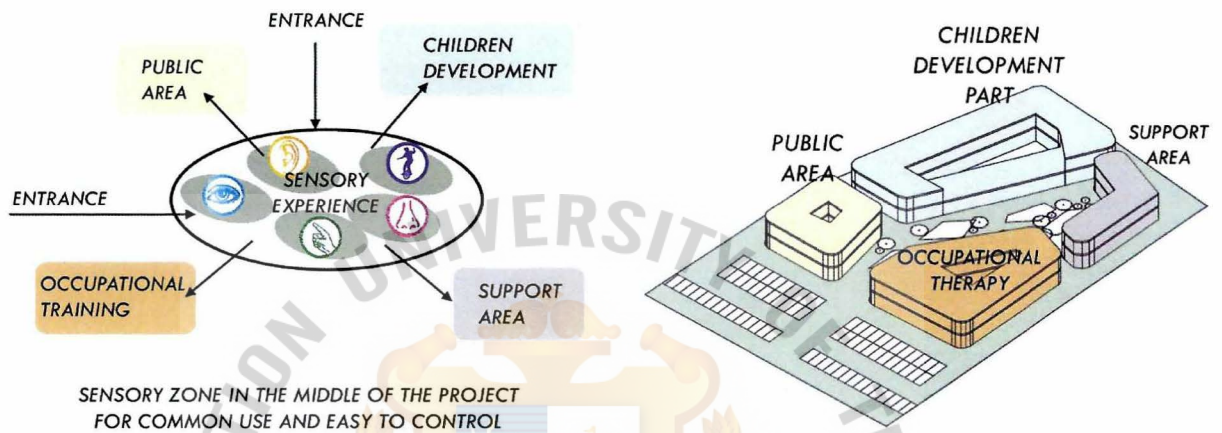 ENTRANCE
PUBLIC
AREA
CHILDREN
DEVELOPMENT
ENTRANCE
SENSORY
EXPERIENCE
OCCUPATIONAL
TRAINING
SUPPORT
AREA
SENSORY ZONE IN THE MIDDLE OF THE PROJECT
FOR COMMON USE AND EASY TO CONTROL
CHILDREN
DEVELOPMENT
PART
PUBLIC
AREA
SUPPORT
AREA
OCCUPATIONAL
THERAPY
UNIVERSITY